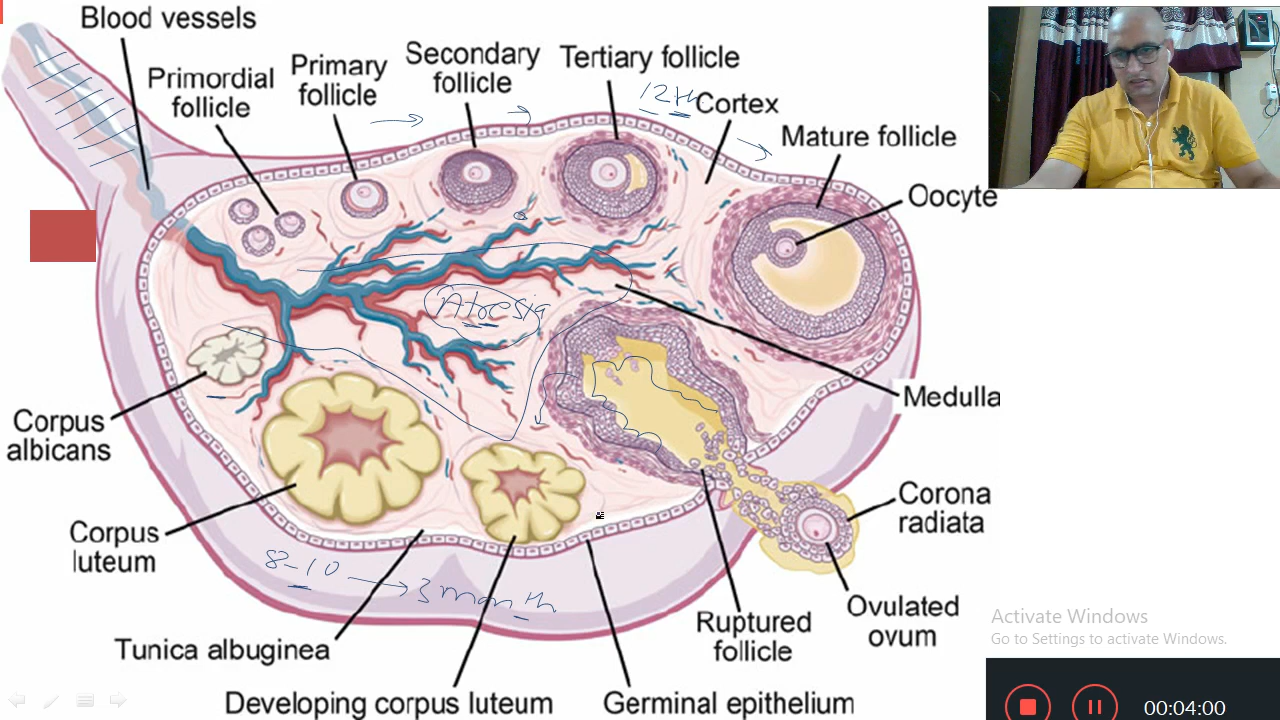 Blood vessels
Primordial
follicle
Primary
follicle
Secondary
follicle
Tertiary follicle
12th
Cortex
Mature follicle
Oocyte
Atresia
Medulla
Corpus
albicans
Corona
radiata
Corpus
luteum
8-10 → 3 month
Ovulated
ovum
Ruptured
follicle
Tunica albuginea
Developing corpus luteum
Germinal epithelium
Activate Windows
Go to Settings to activate Windows.
00:04:00